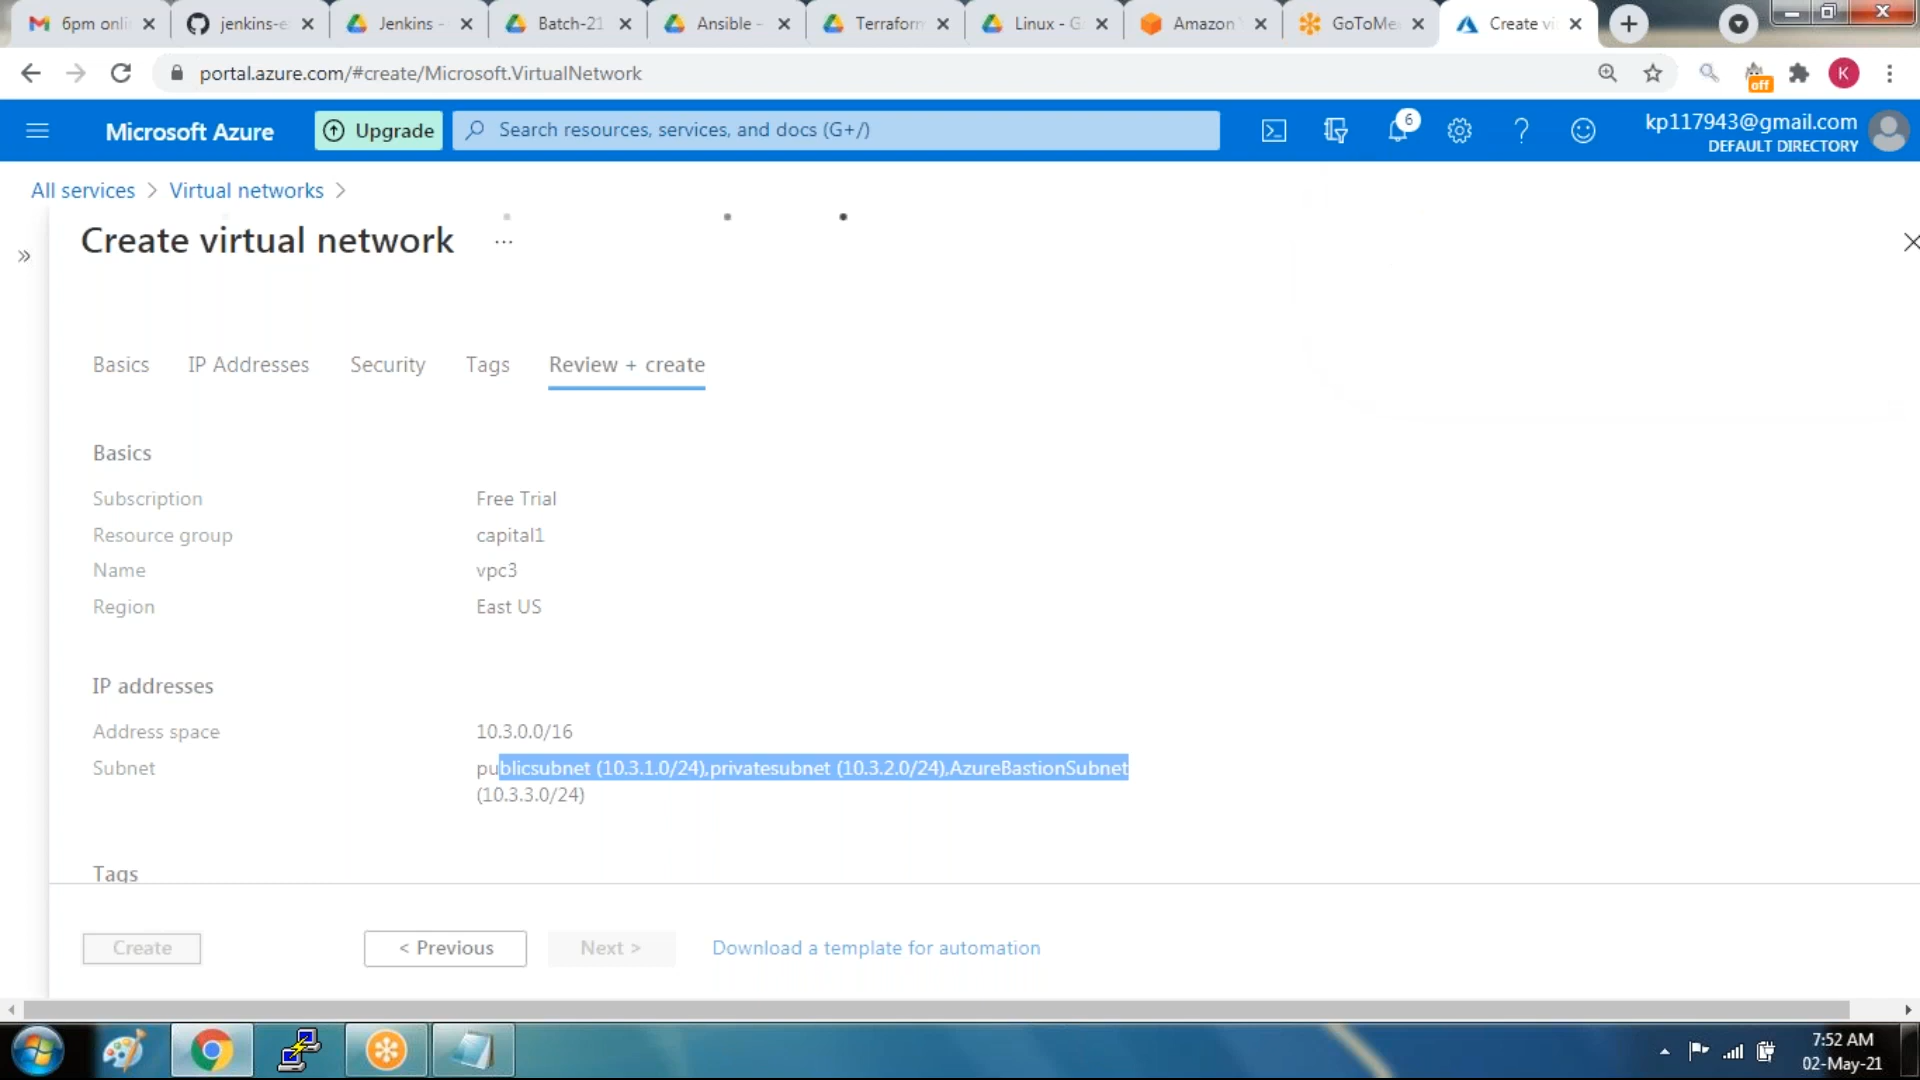 6pm onli
jenkins-e
Jenkins -
Batch-21
Ansible -
Terraform
Linux - G
Amazon
GoToMe
Create vi
portal.azure.com/#create/Microsoft.VirtualNetwork
off
K
Microsoft Azure
Upgrade
Search resources, services, and docs (G+/)
6
kp117943@gmail.com
DEFAULT DIRECTORY
All services > Virtual networks >
Create virtual network
...
Basics
IP Addresses
Security
Tags
Review + create
Basics
Subscription
Free Trial
Resource group
capital1
Name
vpc3
Region
East US
IP addresses
Address space
10.3.0.0/16
Subnet
publicsubnet (10.3.1.0/24),privatesubnet (10.3.2.0/24),AzureBastionSubnet
(10.3.3.0/24)
Tags
Create
< Previous
Next >
Download a template for automation
7:52 AM
02-May-21